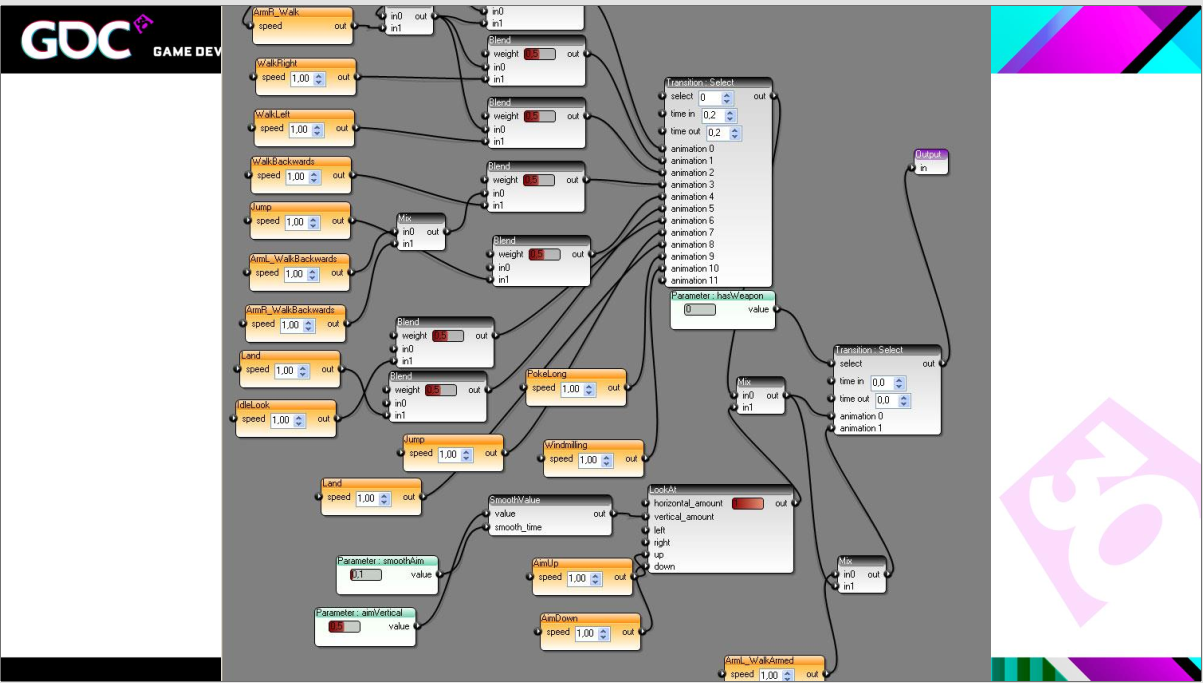 GDC
GAME DEV
ArmR_Walk
speed
in0 out
in1
in0
in1
Blend
weight 0,5 out
in0
in1
WalkRight
speed 1,00 out
Transition : Select
select 0 out
time in 0,2
time out 0,2
animation 0
animation 1
animation 2
animation 3
animation 4
animation 5
animation 6
animation 7
animation 8
animation 9
animation 10
animation 11
Blend
weight 0,5 out
in0
in1
WalkLeft
speed 1,00 out
Output
in
WalkBackwards
speed 1,00 out
Blend
weight 0,5 out
in0
in1
Jump
speed 1,00 out
Mix
in0 out
in1
Blend
weight 0,5 out
in0
in1
ArmL_WalkBackwards
speed 1,00 out
Parameter : hasWeapon
0 value
ArmR_WalkBackwards
speed 1,00 out
Blend
weight 0,5 out
in0
in1
Transition : Select
select out
time in 0,0
time out 0,0
animation 0
animation 1
Land
speed 1,00 out
Blend
weight 0,5 out
in0
in1
PokeLong
speed 1,00 out
Mix
in0 out
in1
IdleLook
speed 1,00 out
Jump
speed 1,00 out
Windmilling
speed 1,00 out
Land
speed 1,00 out
SmoothValue
value out
smooth_time
LookAt
horizontal_amount out
vertical_amount
left
right
up
down
Parameter : smoothAim
0,1 value
AimUp
speed 1,00 out
Mix
in0 out
in1
Parameter : aimVertical
0,5 value
AimDown
speed 1,00 out
ArmL_WalkArmed
speed 1,00 out